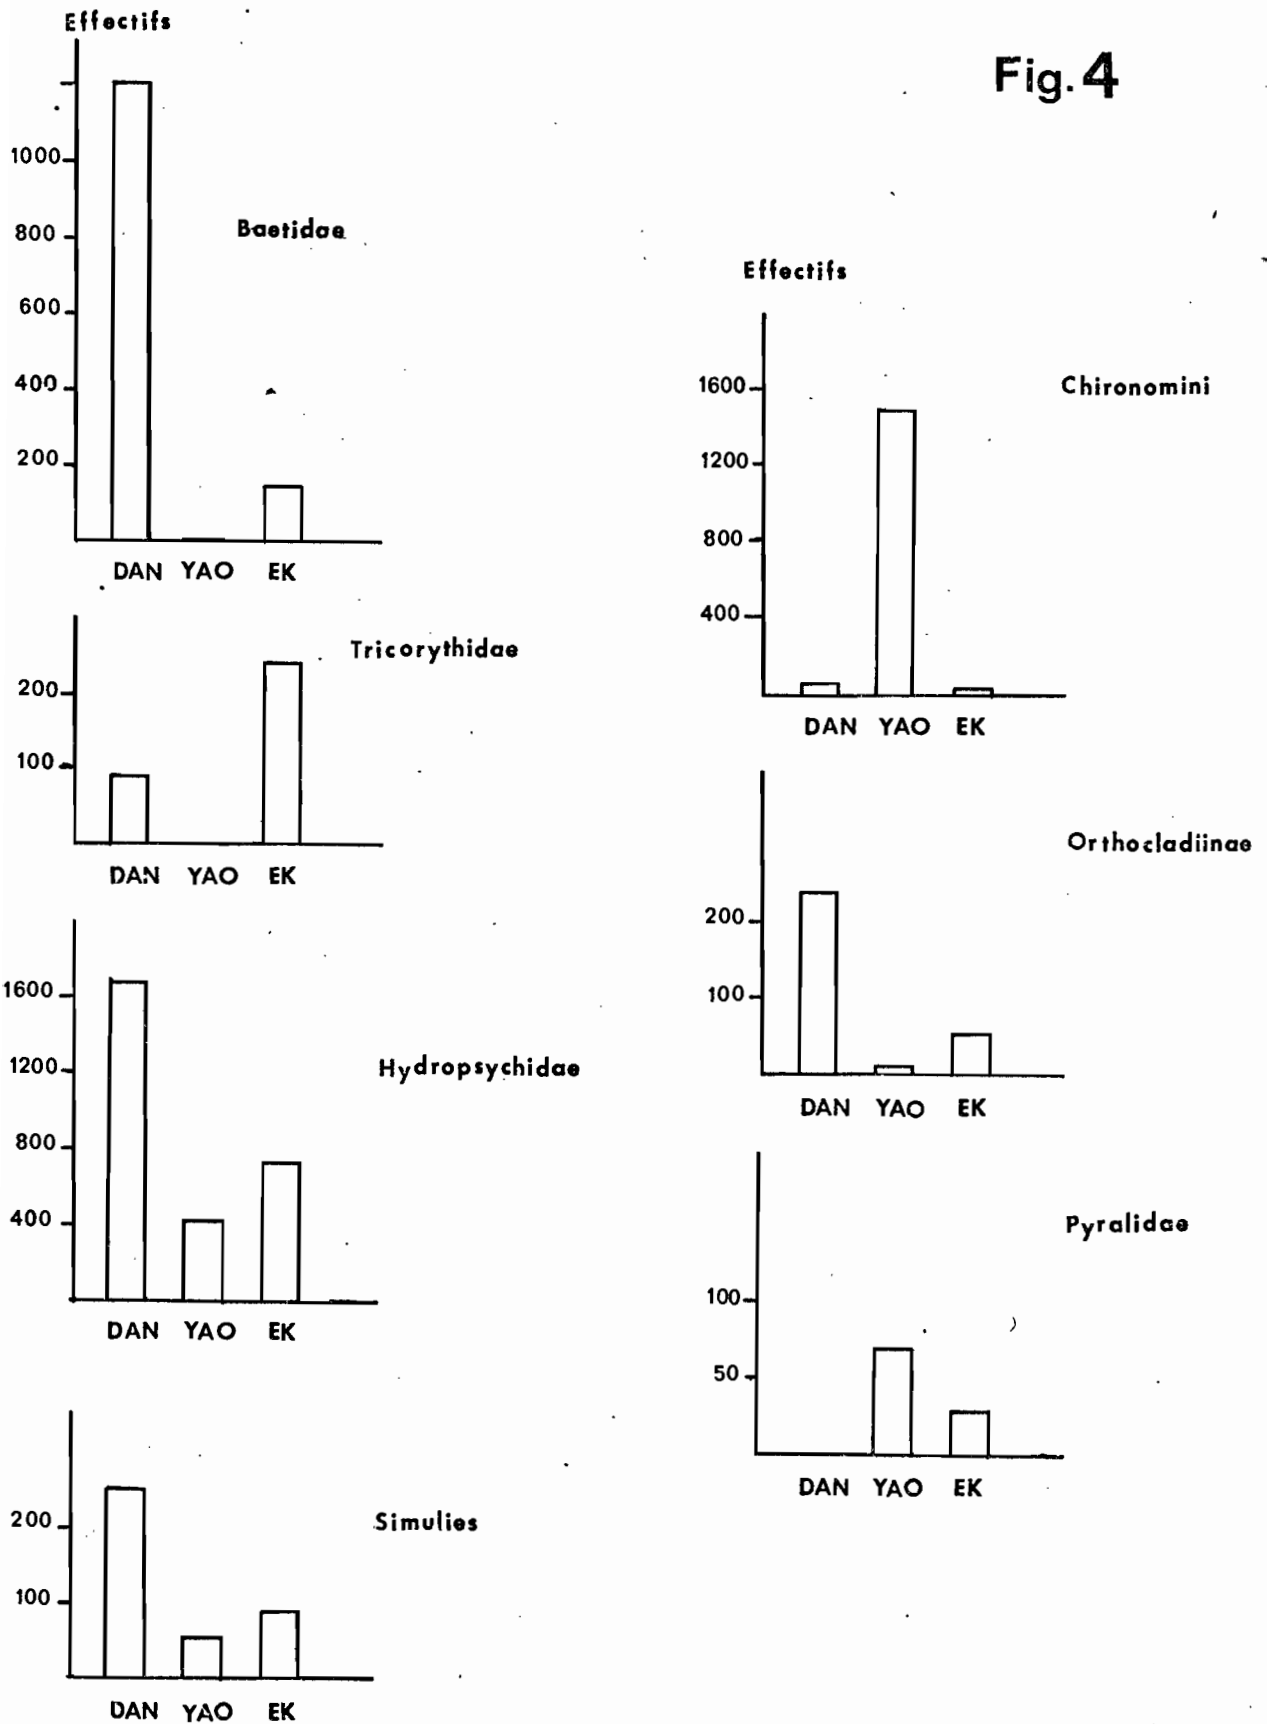 Fig. 4
Effectifs
1000
800
600
400
200
Baetidae
DAN YAO EK
Tricorythidae
200
100
DAN YAO EK
Hydropsychidae
1600
1200
800
400
DAN YAO EK
Simulies
200
100
DAN YAO EK
Effectifs
Chironomini
1600
1200
800
400
DAN YAO EK
Orthocladiinae
200
100
DAN YAO EK
Pyralidae
100
50
DAN YAO EK